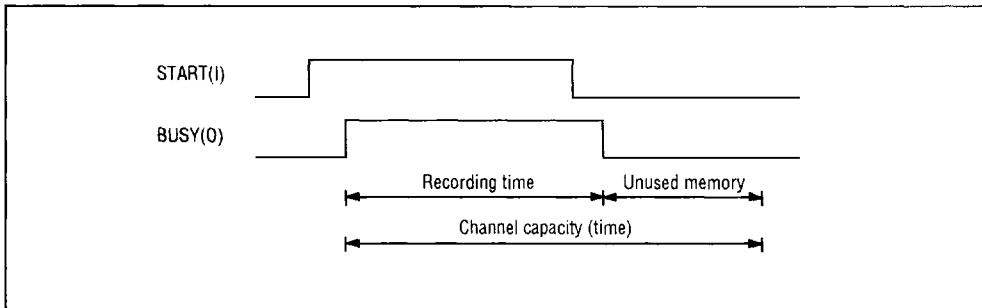 START(I)
BUSY(O)
Recording time
Unused memory
Channel capacity (time)